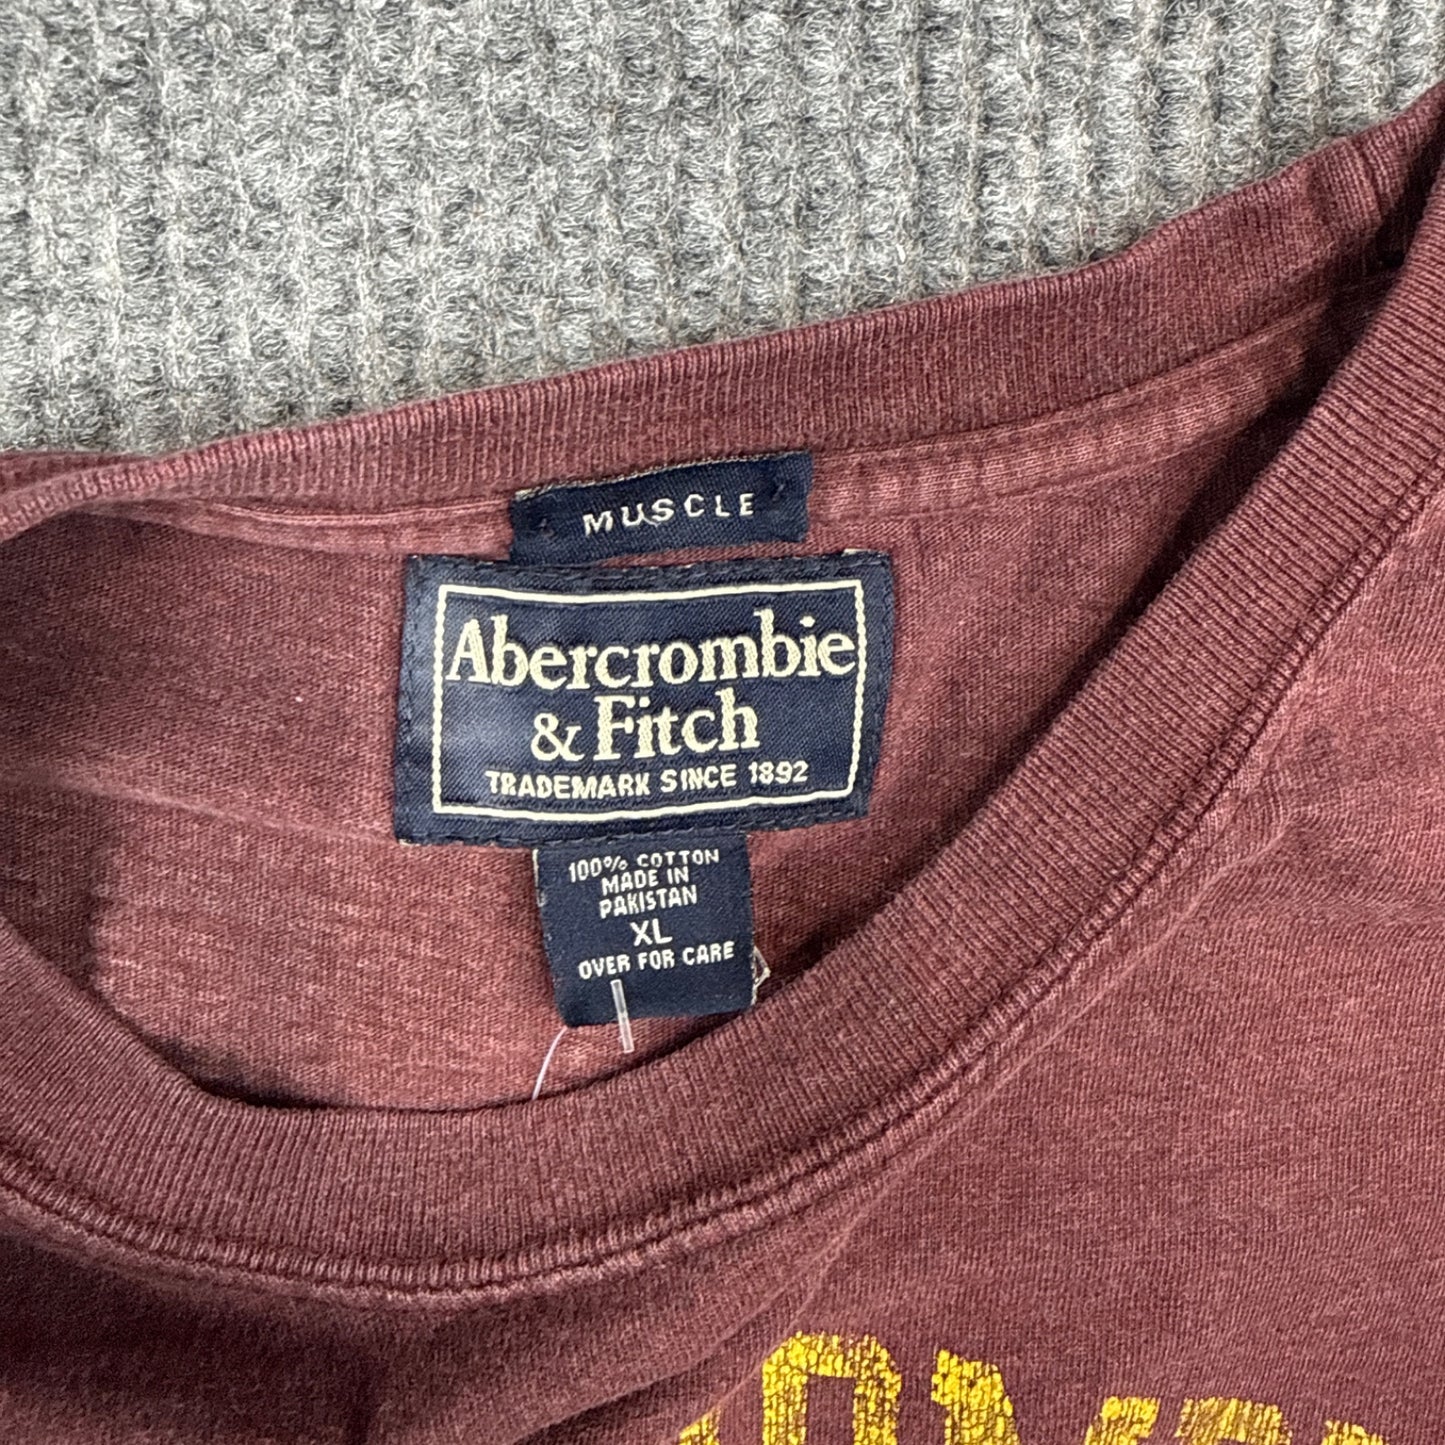 MUSCLE
Abercrombie
& Fitch
TRADEMARK SINCE 1892
100% COTTON
MADE IN
PAKISTAN
XL
OVER FOR CARE